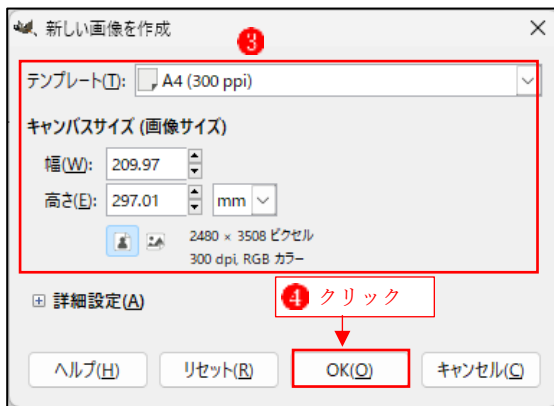 新しい画像を作成
3
テンプレート(T): A4 (300 ppi)
キャンバスサイズ (画像サイズ)
幅(W): 209.97
高さ(E): 297.01 mm
2480 × 3508 ピクセル
300 dpi, RGB カラー
詳細設定(A)
4 クリック
ヘルプ(H) リセット(R) OK(O) キャンセル(C)